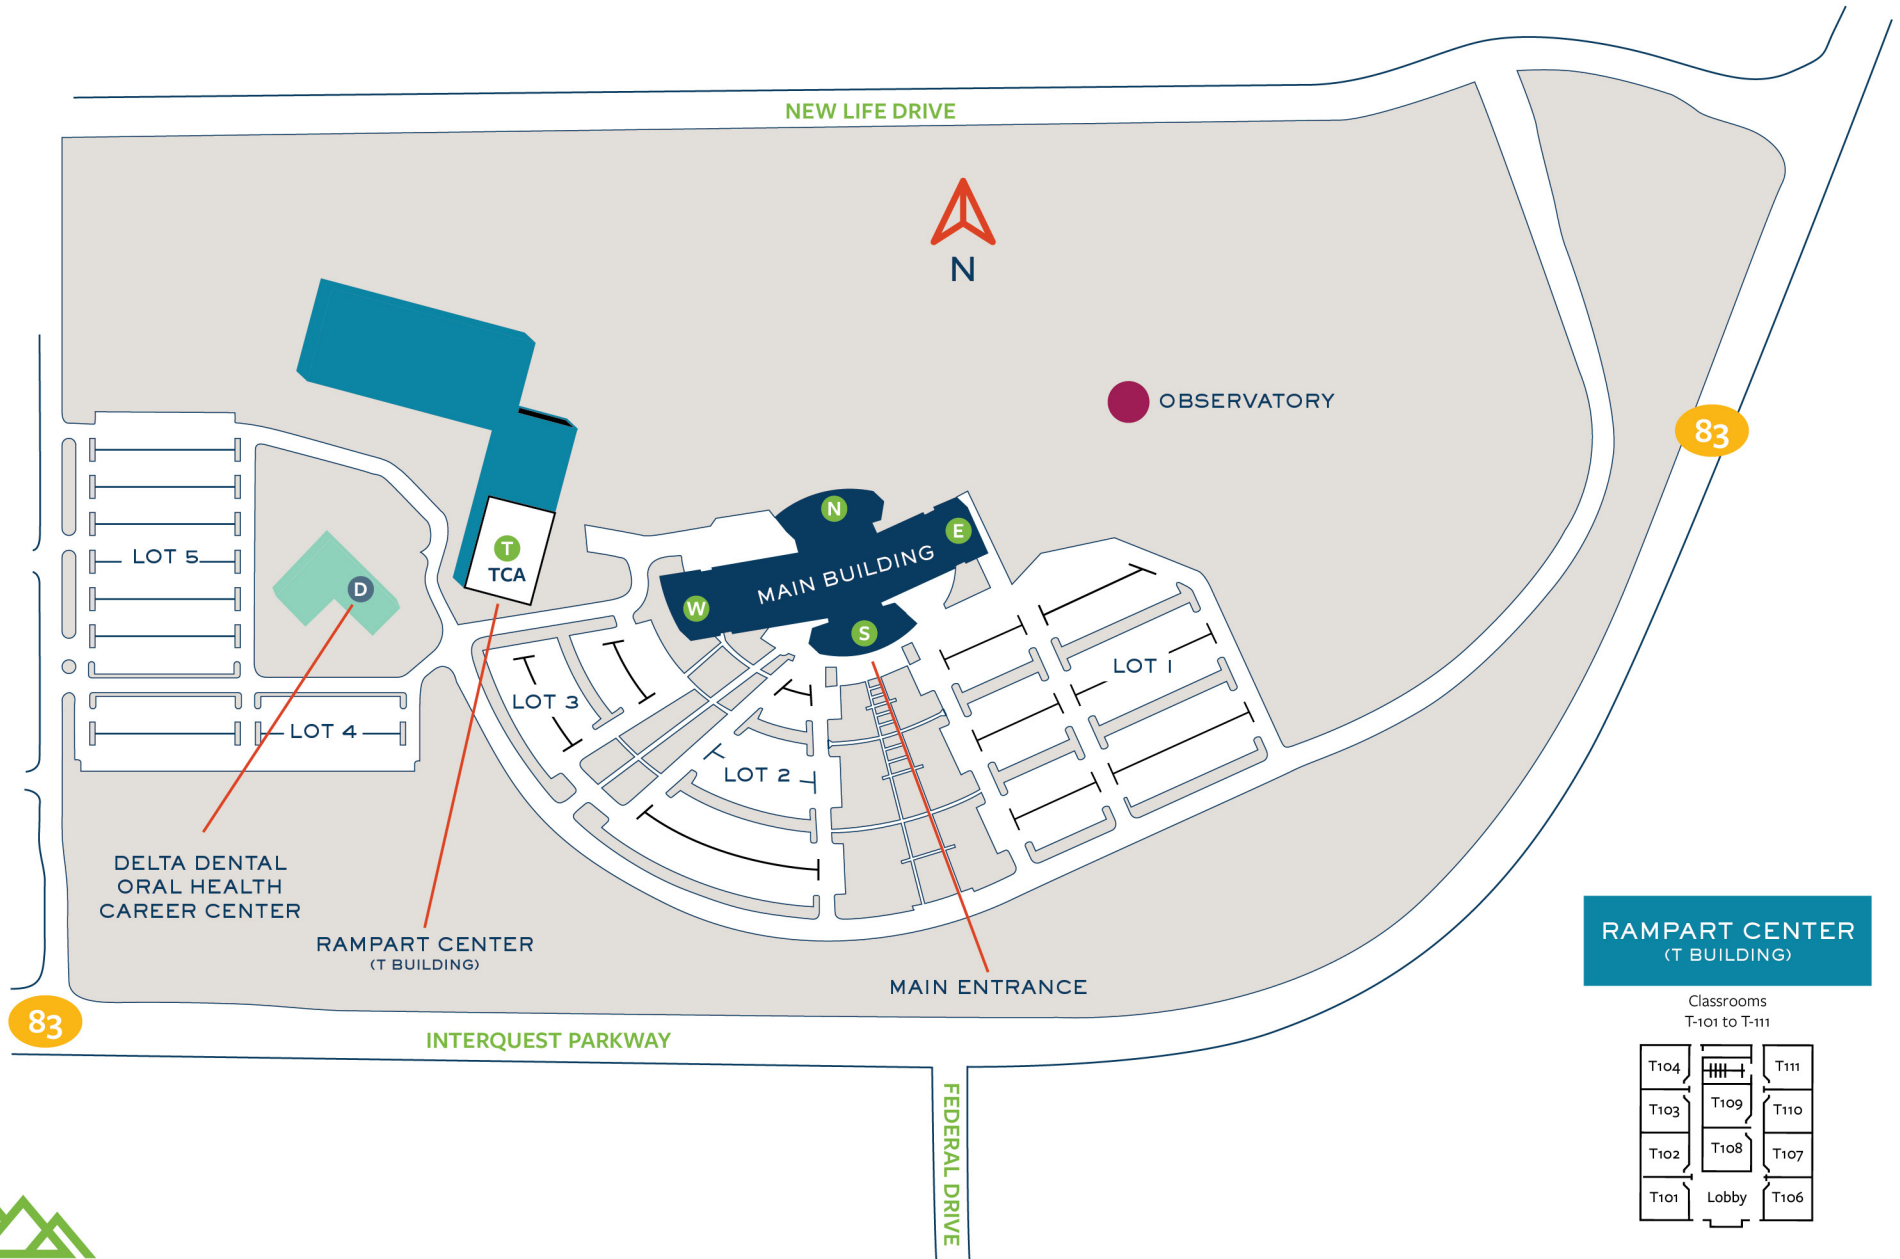 NEW LIFE DRIVE
N
OBSERVATORY
83
N
E
MAIN BUILDING
W
S
T
TCA
LOT 5
D
LOT 1
LOT 3
LOT 4
LOT 2
DELTA DENTAL
ORAL HEALTH
CAREER CENTER
RAMPART CENTER
(T BUILDING)
MAIN ENTRANCE
83
INTERQUEST PARKWAY
FEDERAL DRIVE
RAMPART CENTER
(T BUILDING)
Classrooms
T-101 to T-111
T104
T111
T103
T109
T110
T102
T108
T107
T101
Lobby
T106